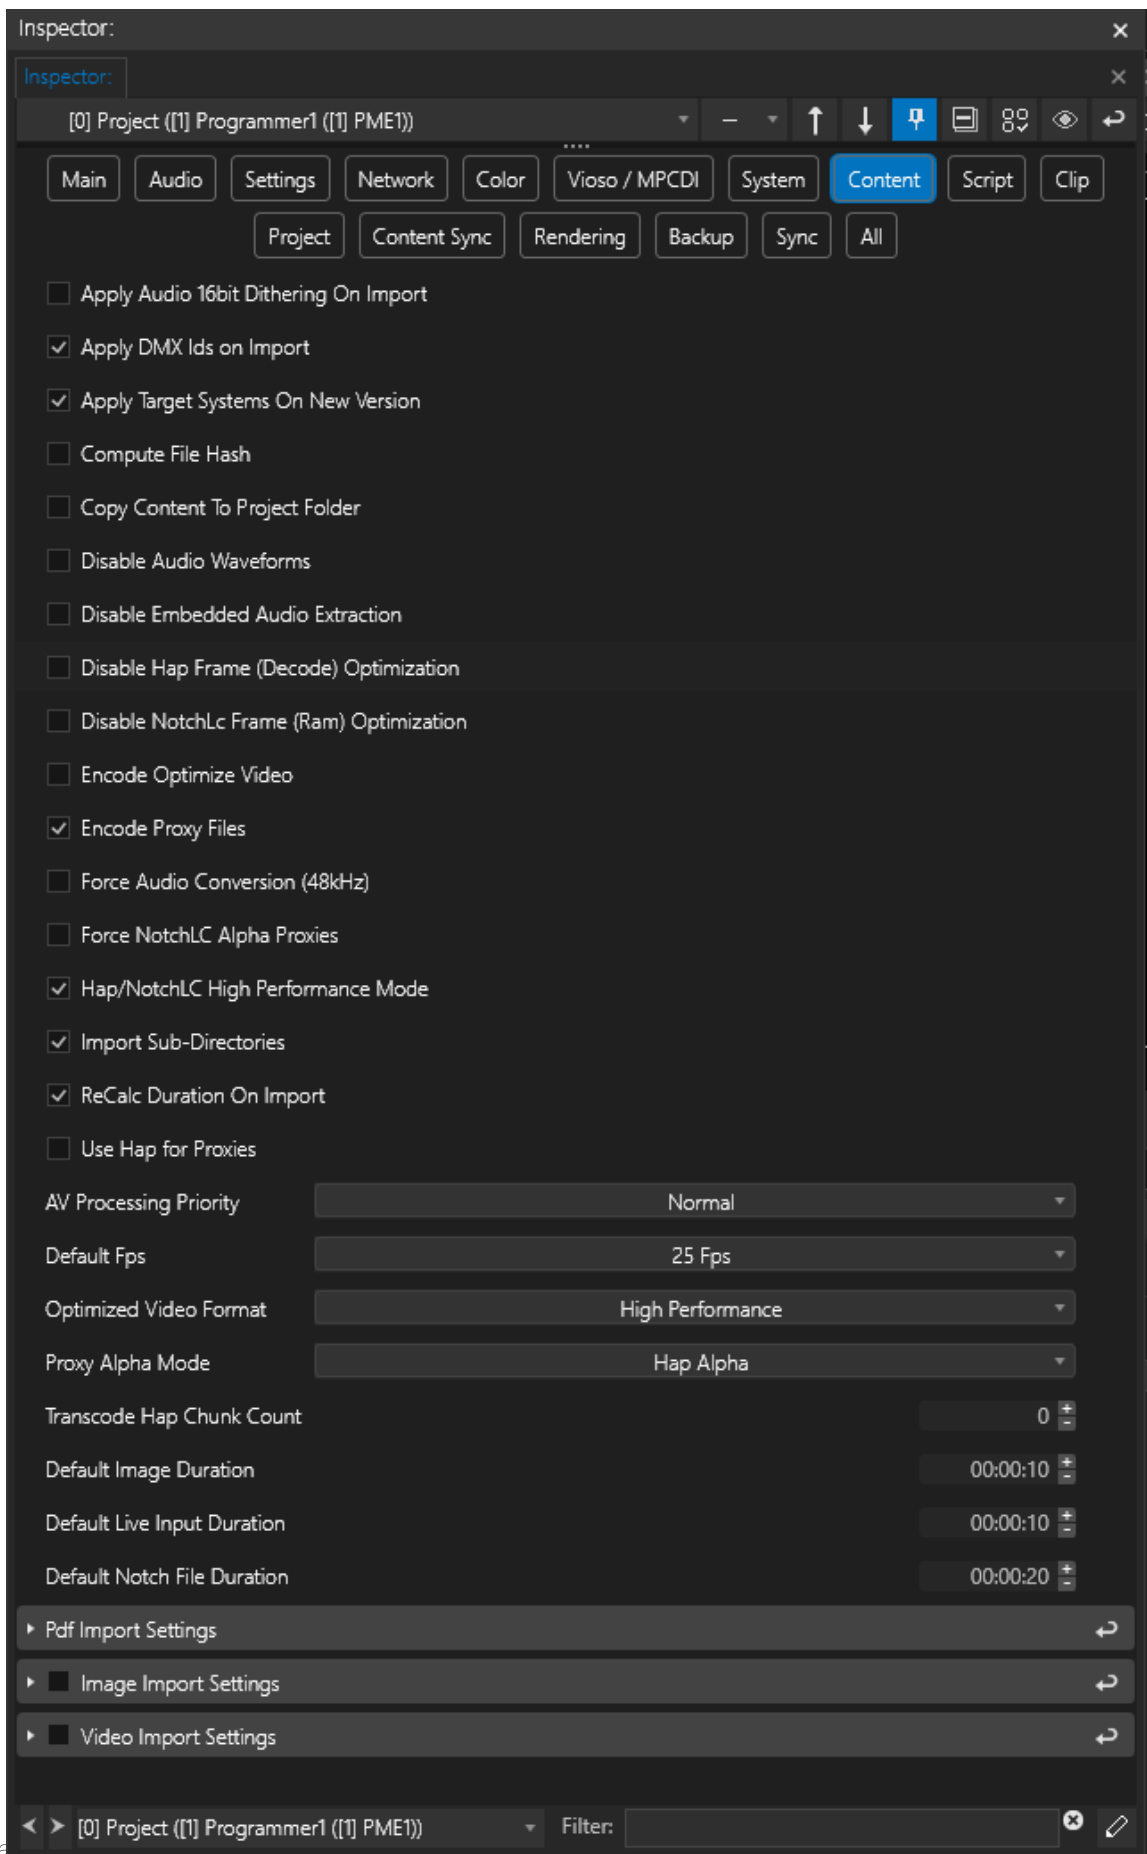 Inspector:
Inspector:
[0] Project ([1] Programmer1 ([1] PME1))
Main Audio Settings Network Color Vioso / MPCDI System Content Script Clip
Project Content Sync Rendering Backup Sync All
Apply Audio 16bit Dithering On Import
Apply DMX Ids on Import
Apply Target Systems On New Version
Compute File Hash
Copy Content To Project Folder
Disable Audio Waveforms
Disable Embedded Audio Extraction
Disable Hap Frame (Decode) Optimization
Disable NotchLc Frame (Ram) Optimization
Encode Optimize Video
Encode Proxy Files
Force Audio Conversion (48kHz)
Force NotchLC Alpha Proxies
Hap/NotchLC High Performance Mode
Import Sub-Directories
ReCalc Duration On Import
Use Hap for Proxies
AV Processing Priority Normal
Default Fps 25 Fps
Optimized Video Format High Performance
Proxy Alpha Mode Hap Alpha
Transcode Hap Chunk Count 0
Default Image Duration 00:00:10
Default Live Input Duration 00:00:10
Default Notch File Duration 00:00:20
Pdf Import Settings
Image Import Settings
Video Import Settings
[0] Project ([1] Programmer1 ([1] PME1)) Filter: